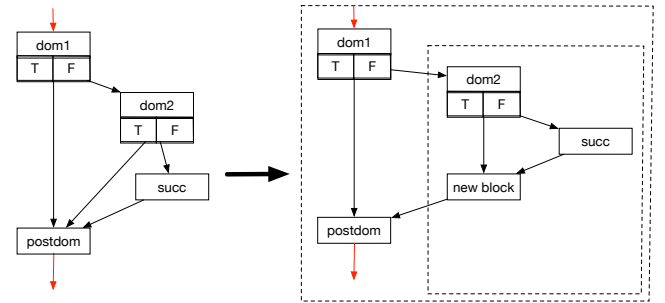 dom1
T F
dom2
T F
succ
postdom
dom1
T F
dom2
T F
succ
new block
postdom